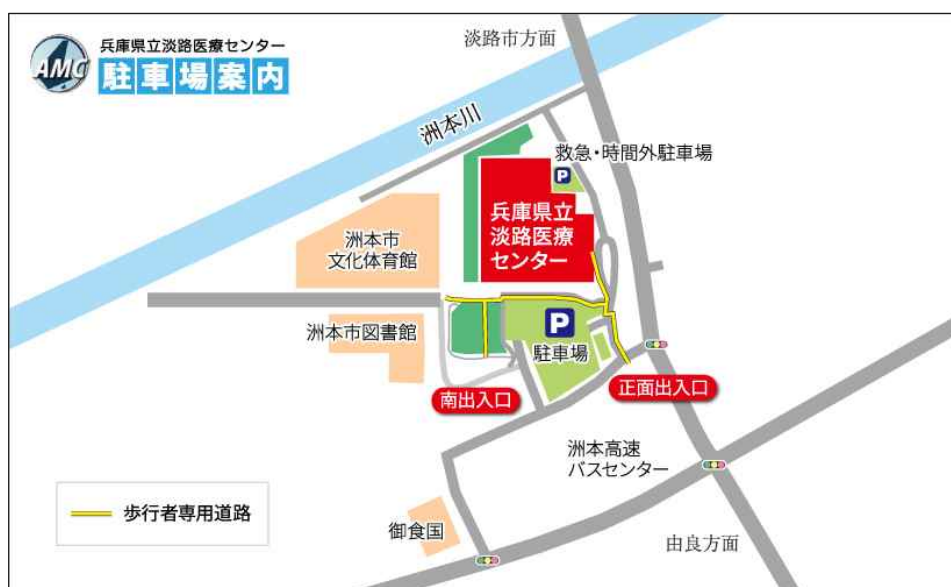 兵庫県立淡路医療センター
AMC
駐車場案内
淡路市方面
洲本川
救急・時間外駐車場
P
兵庫県立
淡路医療
センター
洲本市
文化体育館
洲本市図書館
P
駐車場
南出入口
正面出入口
洲本高速
バスセンター
歩行者専用道路
御食国
由良方面